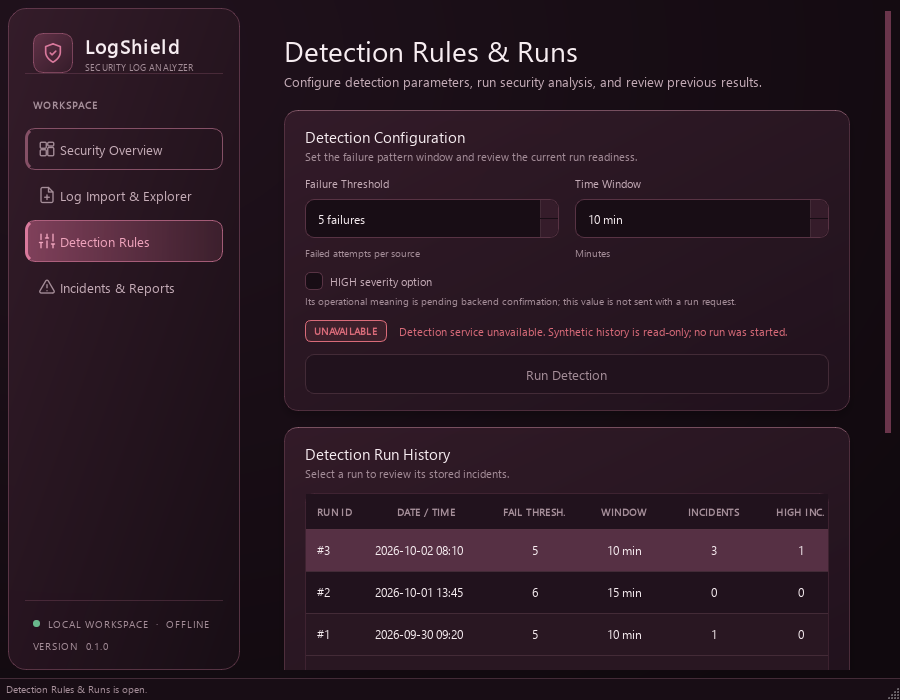 LogShield
SECURITY LOG ANALYZER
WORKSPACE
Security Overview
Log Import & Explorer
Detection Rules
Incidents & Reports
LOCAL WORKSPACE · OFFLINE
VERSION 0.1.0
Detection Rules & Runs
Configure detection parameters, run security analysis, and review previous results.
Detection Configuration
Set the failure pattern window and review the current run readiness.
Failure Threshold Time Window
5 failures 10 min
Failed attempts per source Minutes
HIGH severity option
Its operational meaning is pending backend confirmation; this value is not sent with a run request.
UNAVAILABLE Detection service unavailable. Synthetic history is read-only; no run was started.
Run Detection
Detection Run History
Select a run to review its stored incidents.
RUN ID DATE / TIME FAIL THRESH. WINDOW INCIDENTS HIGH INC.
#3 2026-10-02 08:10 5 10 min 3 1
#2 2026-10-01 13:45 6 15 min 0 0
#1 2026-09-30 09:20 5 10 min 1 0
Detection Rules & Runs is open.